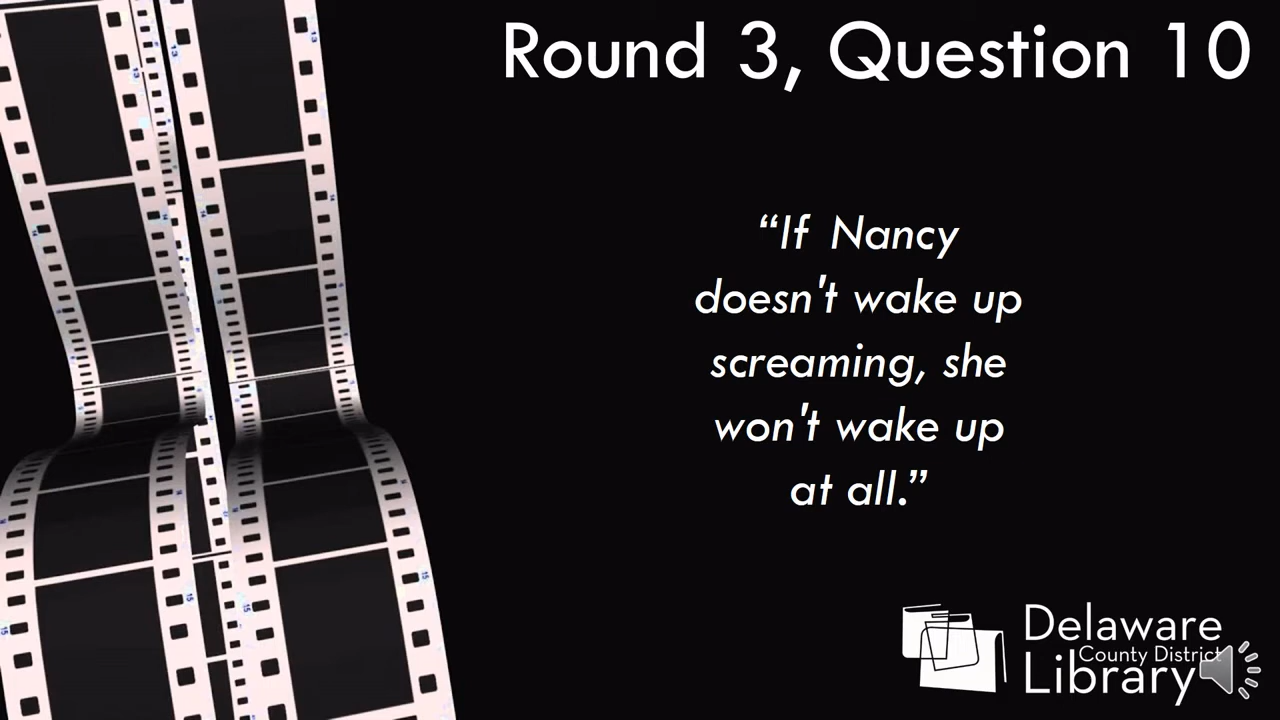 Round 3, Question 10
“If Nancy
doesn't wake up
screaming, she
won't wake up
at all.”
Delaware
County District
Library